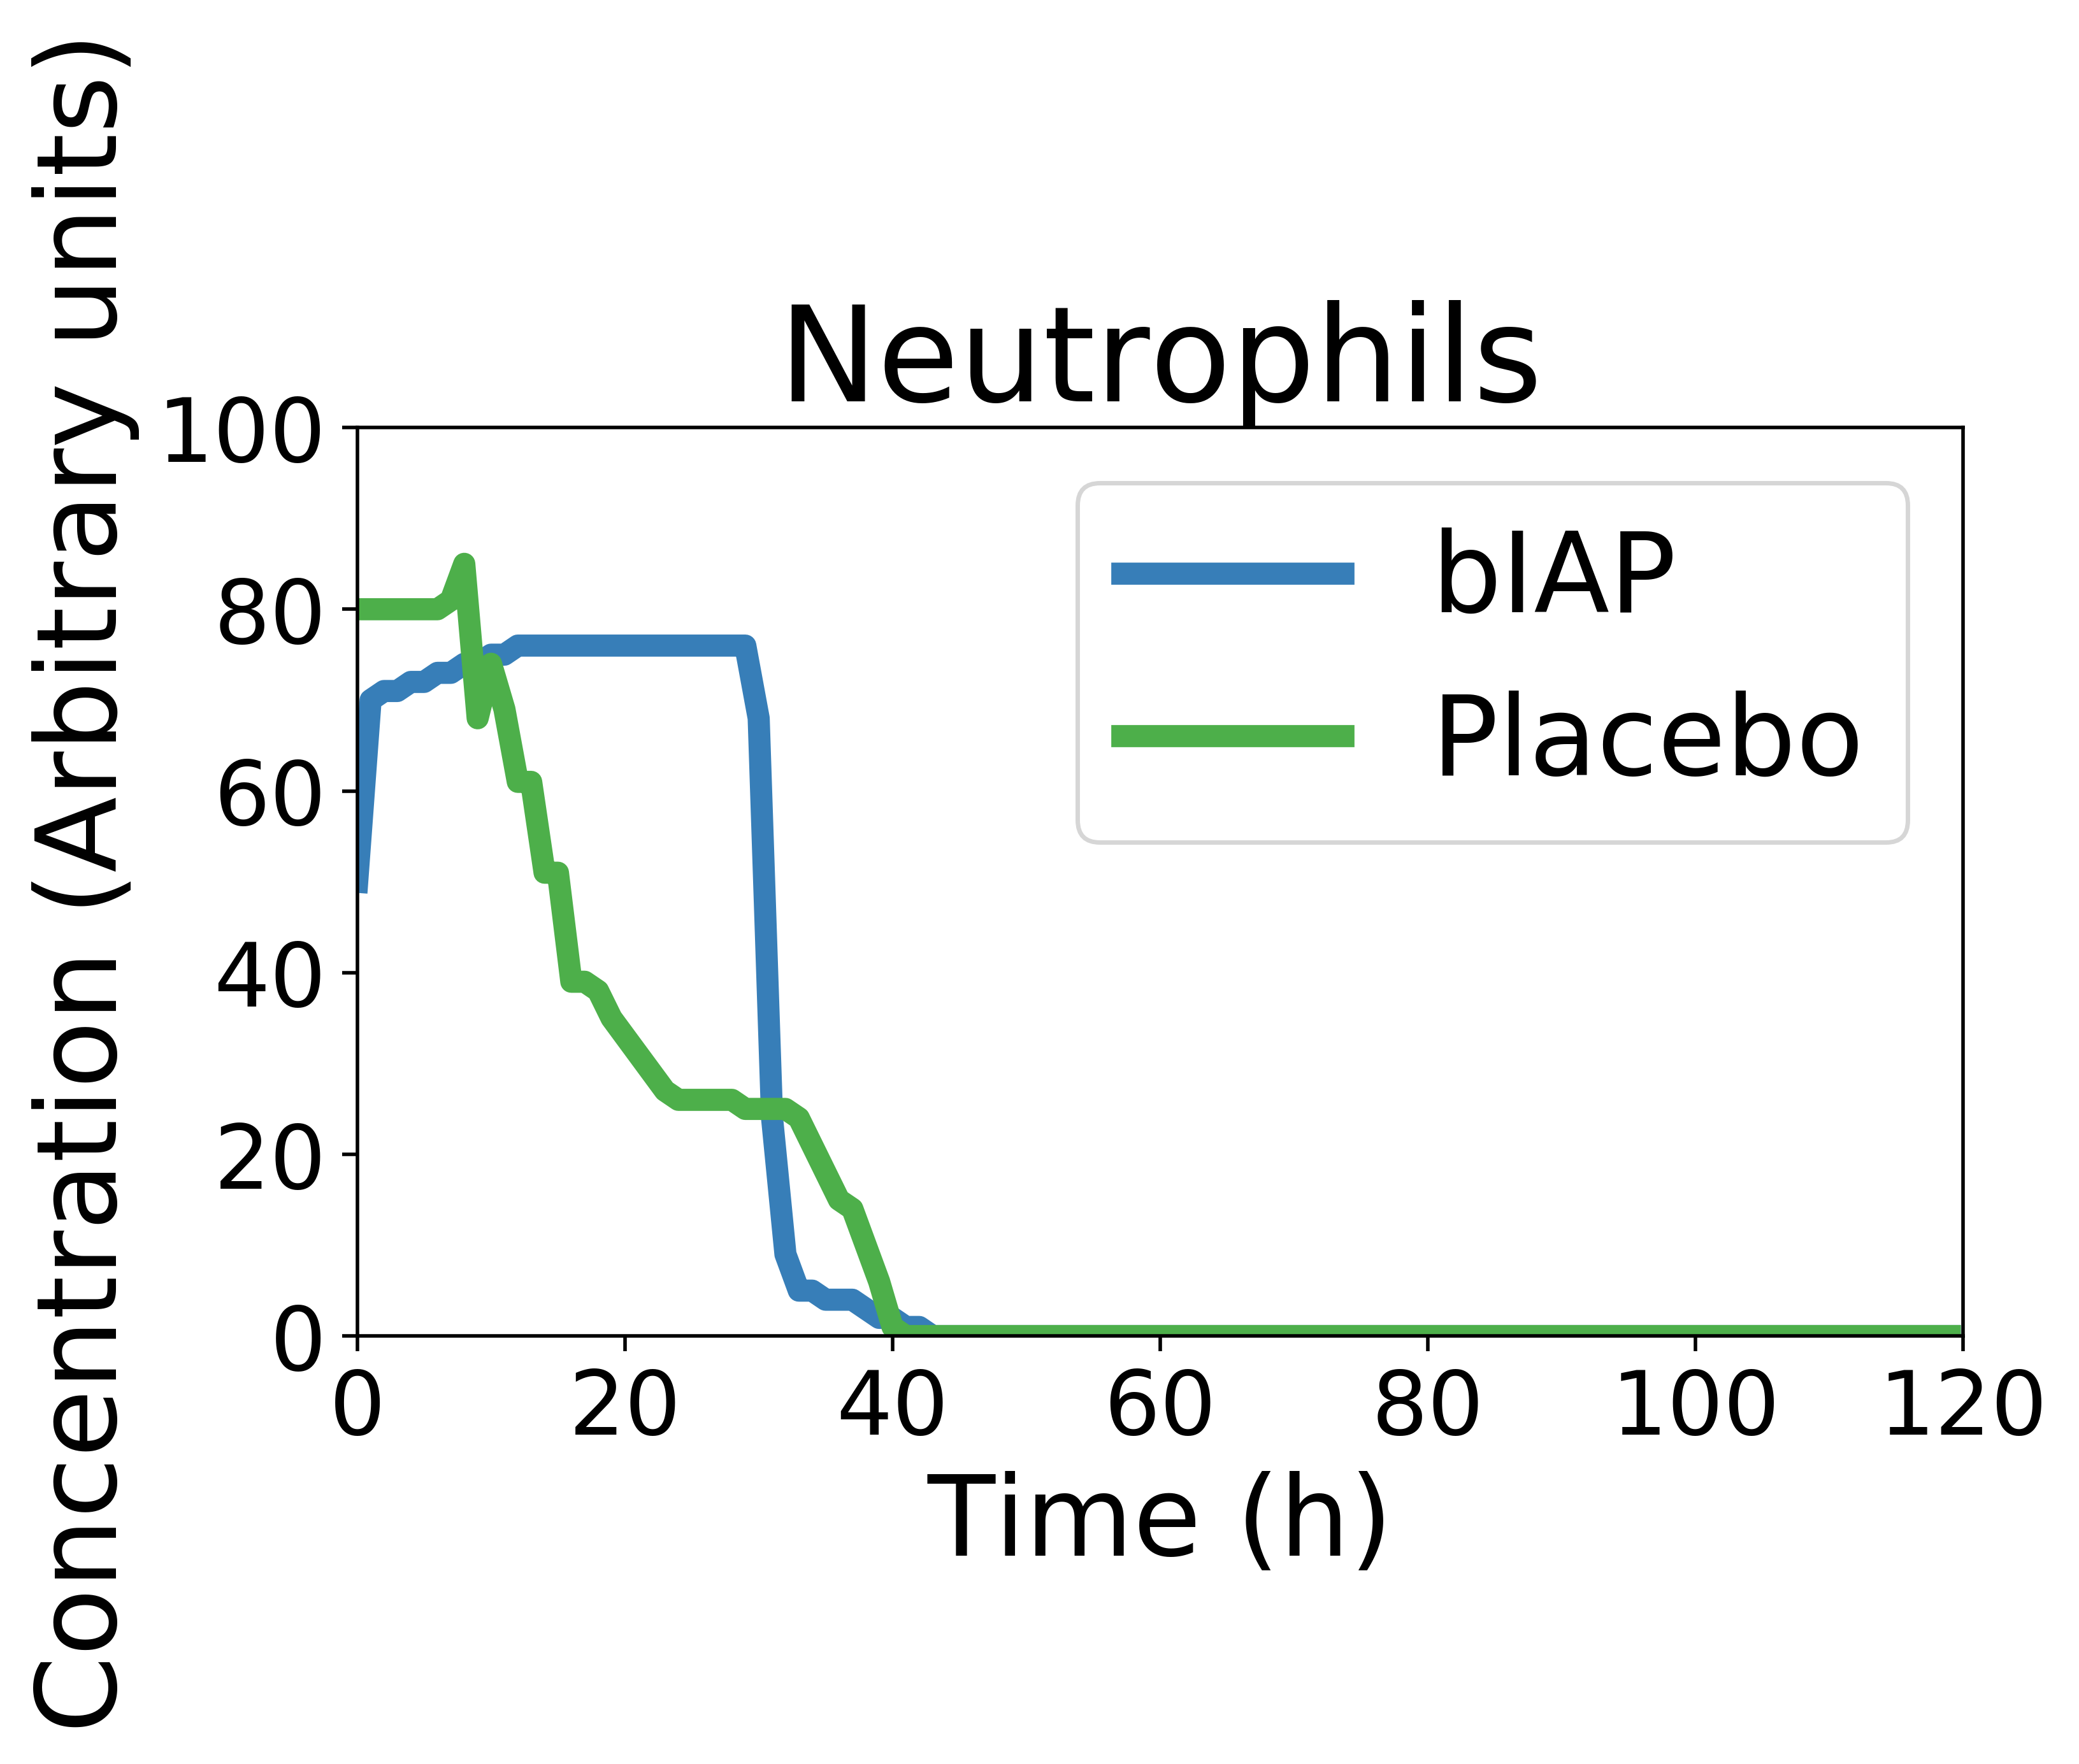 Neutrophils
Concentration (Arbitrary units)
100
80
60
40
20
0
bIAP
Placebo
0 20 40 60 80 100 120
Time (h)